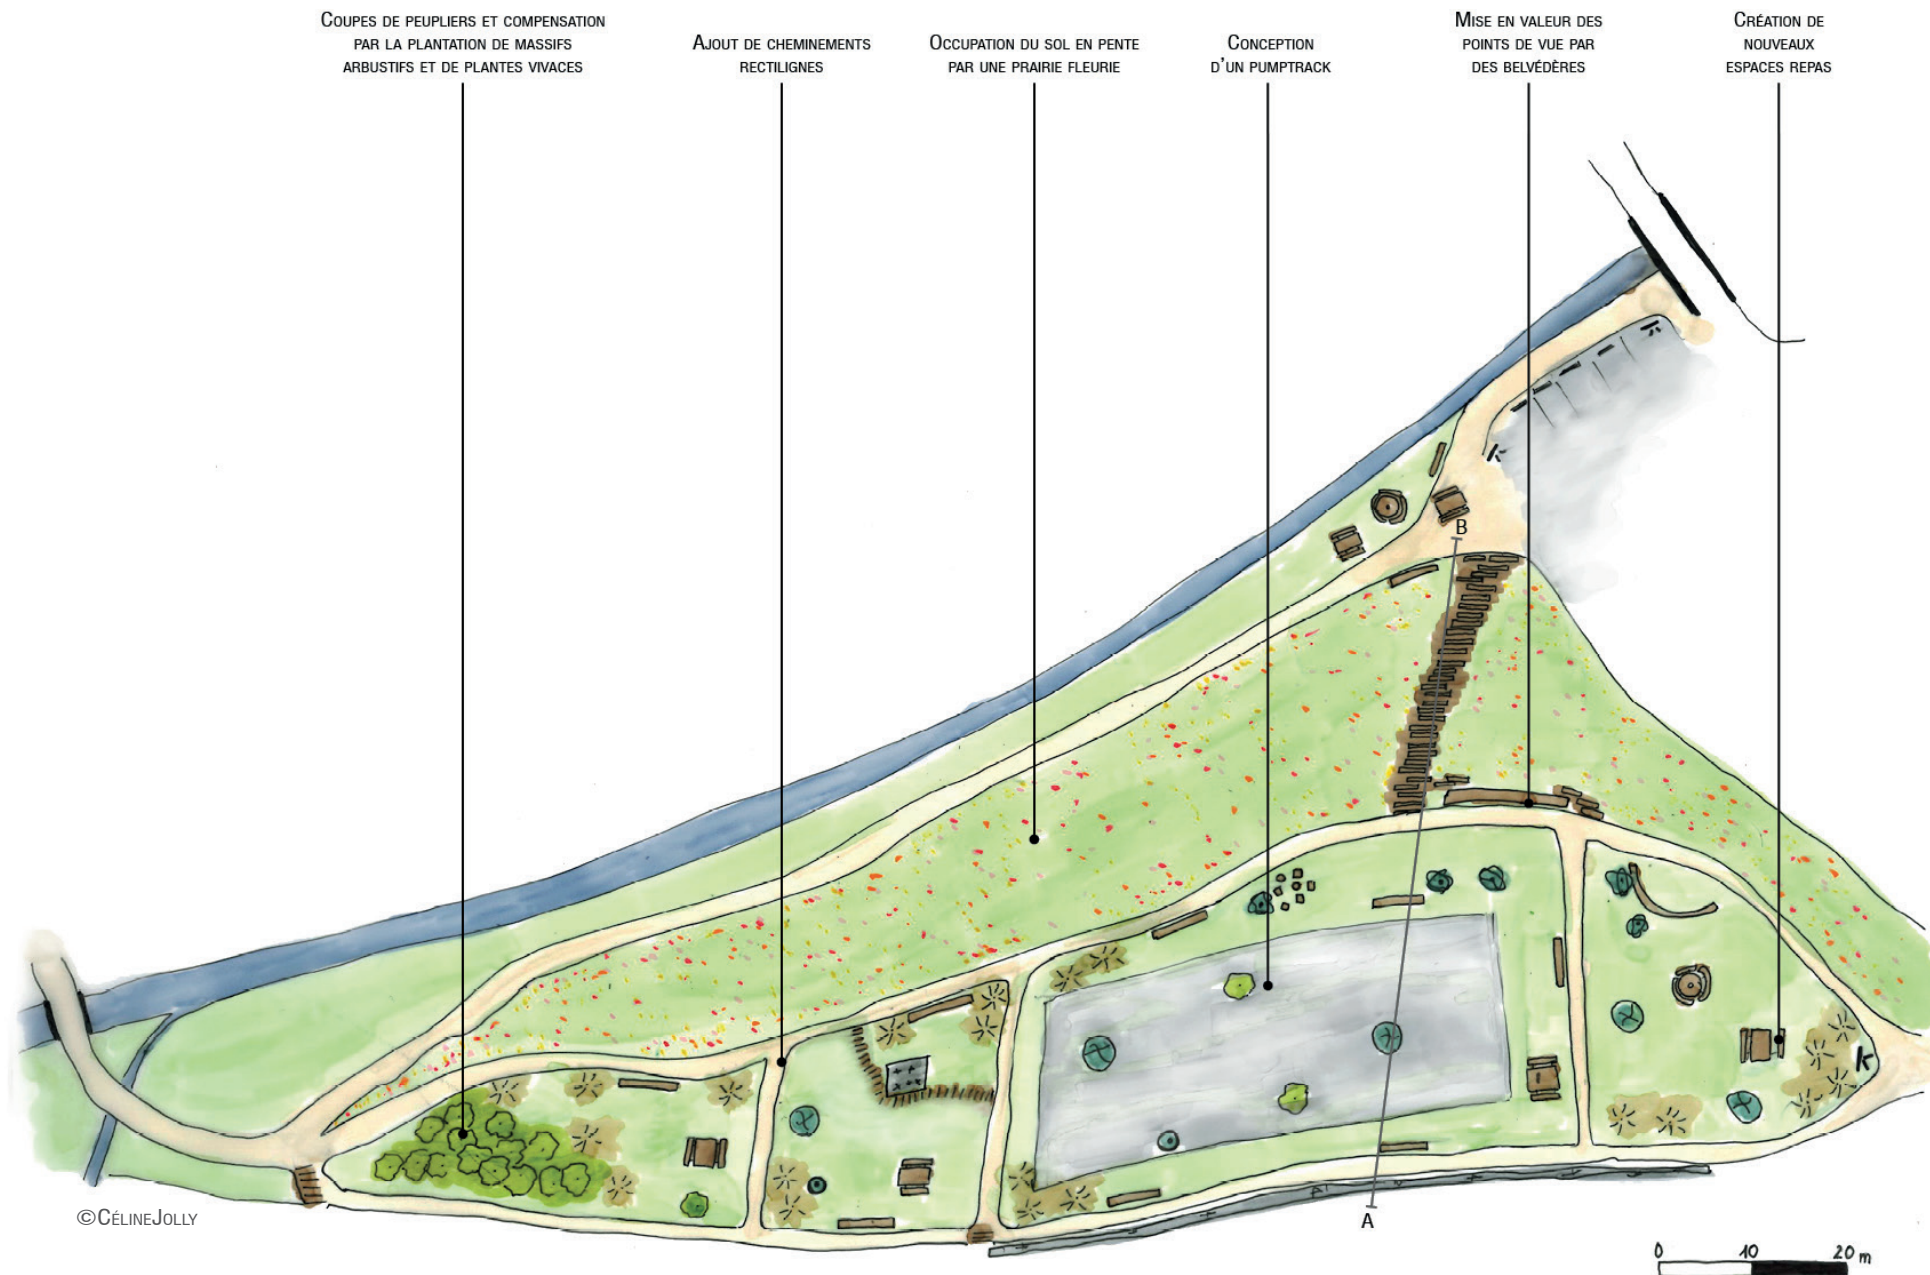 Coupes de peupliers et compensation
par la plantation de massifs
arbustifs et de plantes vivaces
Ajout de cheminements
rectilignes
Occupation du sol en pente
par une prairie fleurie
Conception
d'un pumptrack
Mise en valeur des
points de vue par
des belvédères
Création de
nouveaux
espaces repas
B
A
©CélineJolly
0 10 20 m